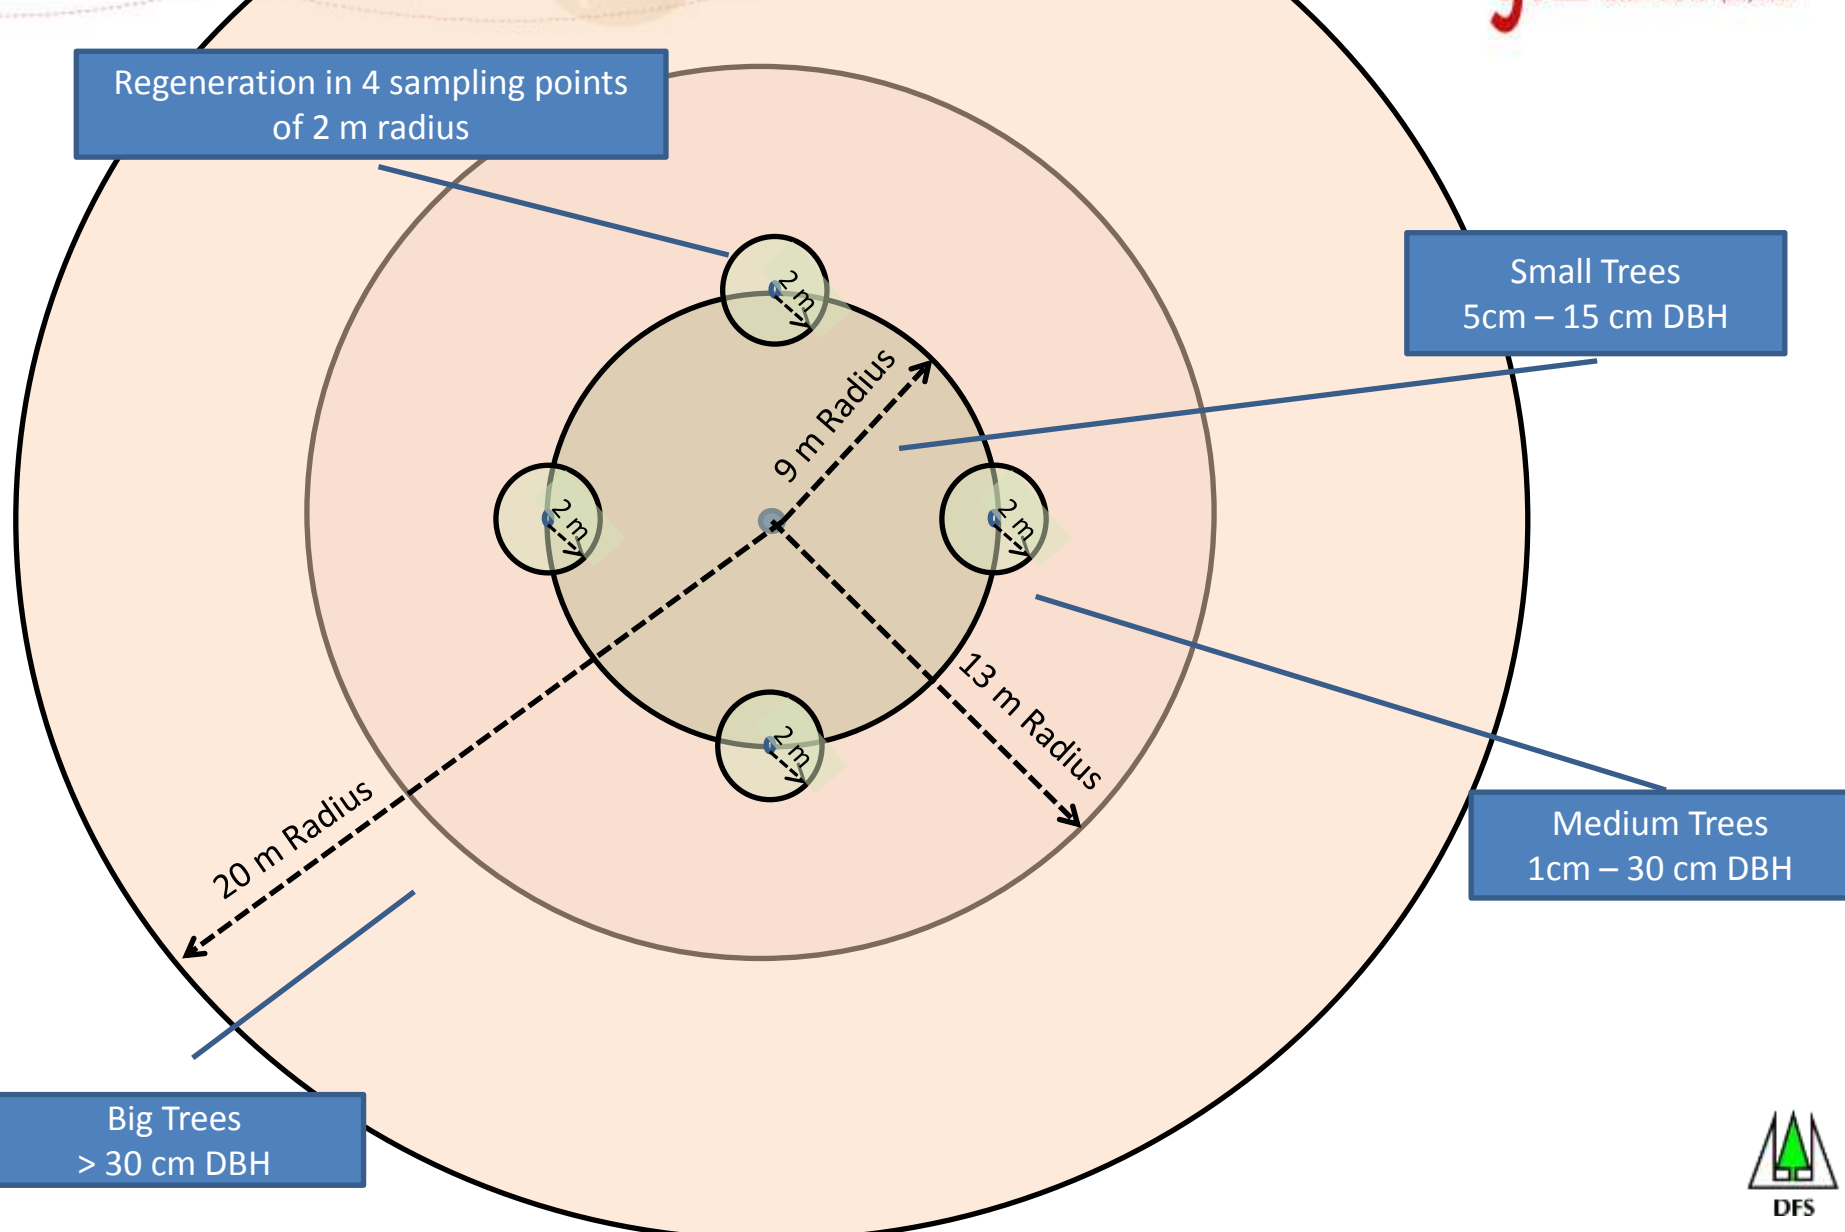 Regeneration in 4 sampling points
of 2 m radius
Small Trees
5cm – 15 cm DBH
2 m
9 m Radius
2 m
2 m
13 m Radius
2 m
20 m Radius
Medium Trees
1cm – 30 cm DBH
Big Trees
> 30 cm DBH
DFS